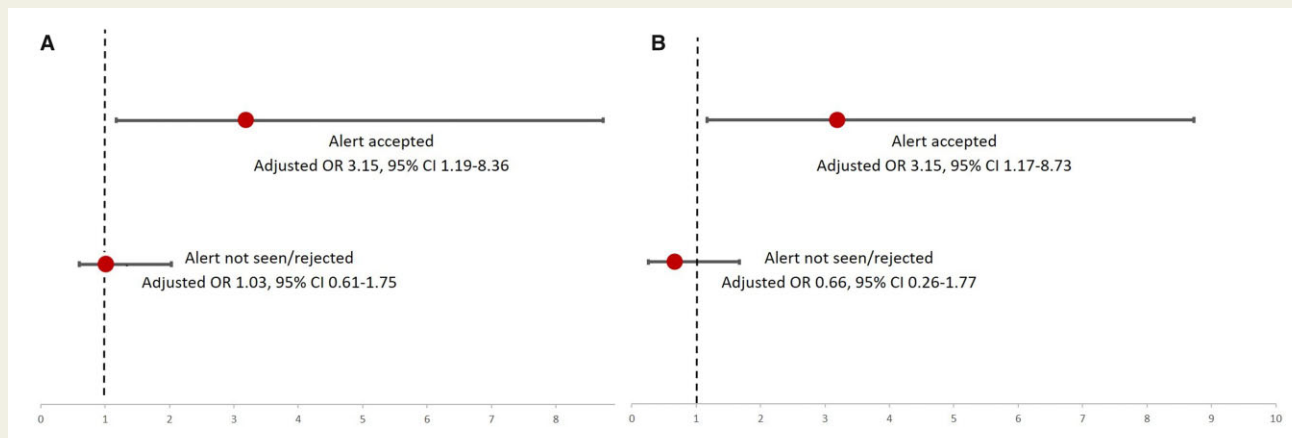 A
Alert accepted
Adjusted OR 3.15, 95% CI 1.19-8.36
Alert not seen/rejected
Adjusted OR 1.03, 95% CI 0.61-1.75
0 1 2 3 4 5 6 7 8
B
Alert accepted
Adjusted OR 3.15, 95% CI 1.17-8.73
Alert not seen/rejected
Adjusted OR 0.66, 95% CI 0.26-1.77
0 1 2 3 4 5 6 7 8 9 10